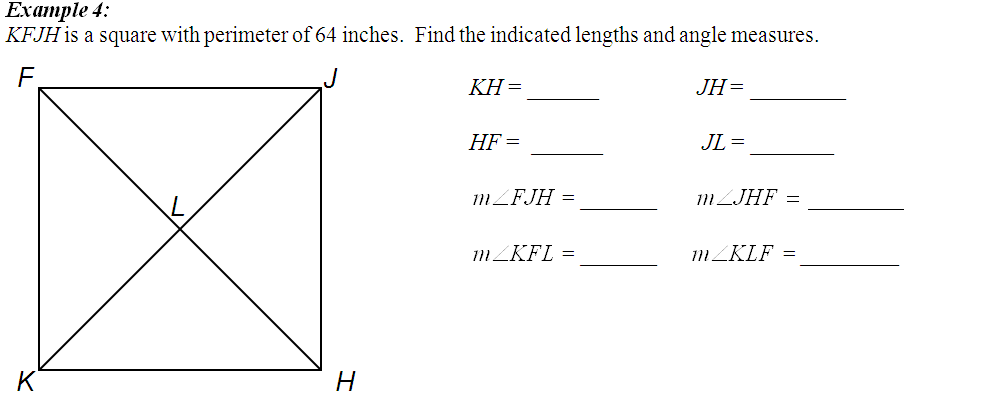 Example 4:
KFJH is a square with perimeter of 64 inches. Find the indicated lengths and angle measures.
F
J
L
K
H
KH = ______ JH = ________
HF = ______ JL = _______
m∠FJH = ______ m∠JHF = ________
m∠KFL = ______ m∠KLF = ________